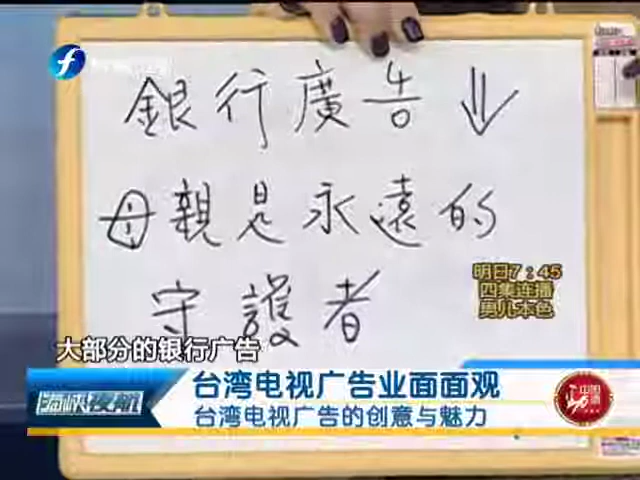 銀行廣告⇓
母親是永遠的
守護者
明日7:45
四集连播
男儿本色
大部分的银行广告
海峡夜航
台湾电视广告业面面观
台湾电视广告的创意与魅力